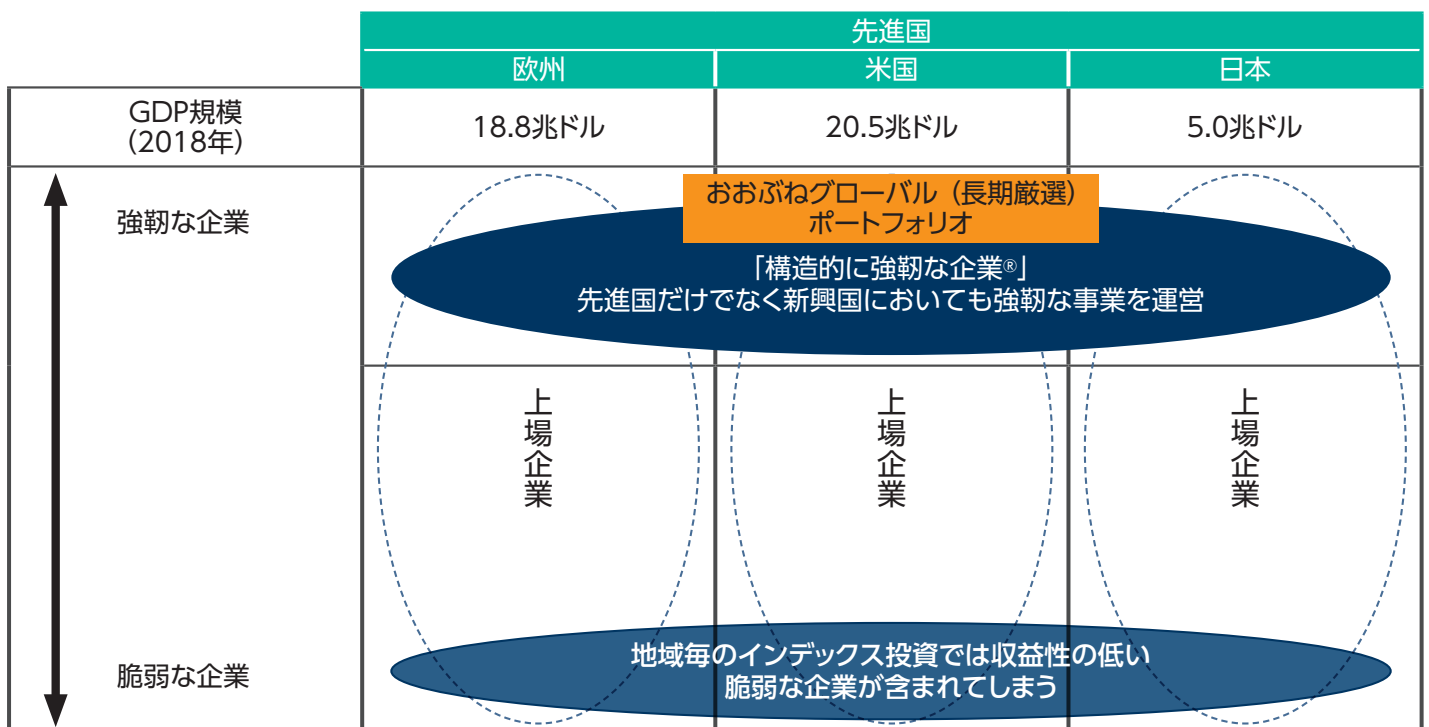 先進国
欧州
米国
日本
GDP規模
(2018年)
18.8兆ドル
20.5兆ドル
5.0兆ドル
強靭な企業
おおぶねグローバル（長期厳選）
ポートフォリオ
「構造的に強靭な企業®」
先進国だけでなく新興国においても強靭な事業を運営
上場企業
上場企業
上場企業
脆弱な企業
地域毎のインデックス投資では収益性の低い
脆弱な企業が含まれてしまう